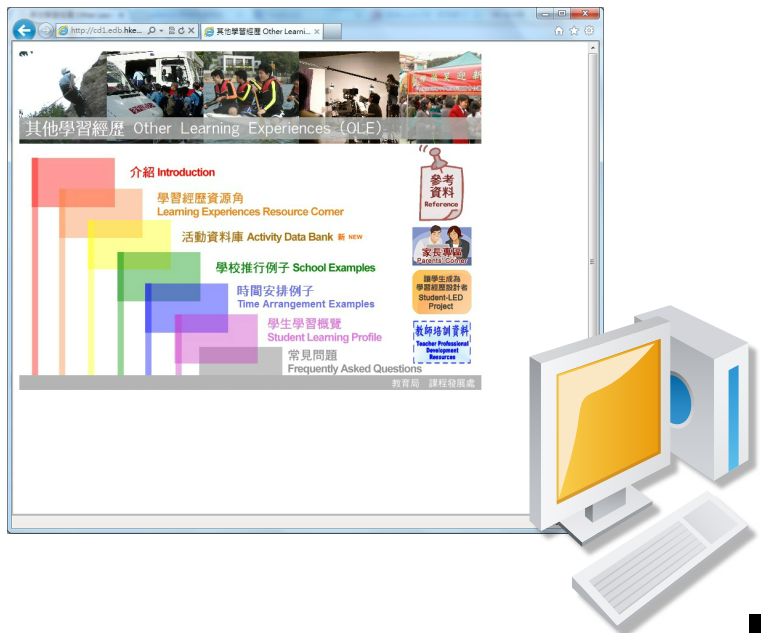 http://cd1.edb.hke...
其他學習經歷 Other Learni...
其他學習經歷 Other Learning Experiences (OLE)
介紹 Introduction
學習經歷資源角
Learning Experiences Resource Corner
活動資料庫 Activity Data Bank 新 NEW
學校推行例子 School Examples
時間安排例子
Time Arrangement Examples
學生學習概覽
Student Learning Profile
常見問題
Frequently Asked Questions
參考
資料
Reference
家長專區
Parents' Corner
讓學生成為
學習經歷設計者
Student-LED
Project
教師培訓資料
Teacher Professional
Development
Resources
教育局 課程發展處